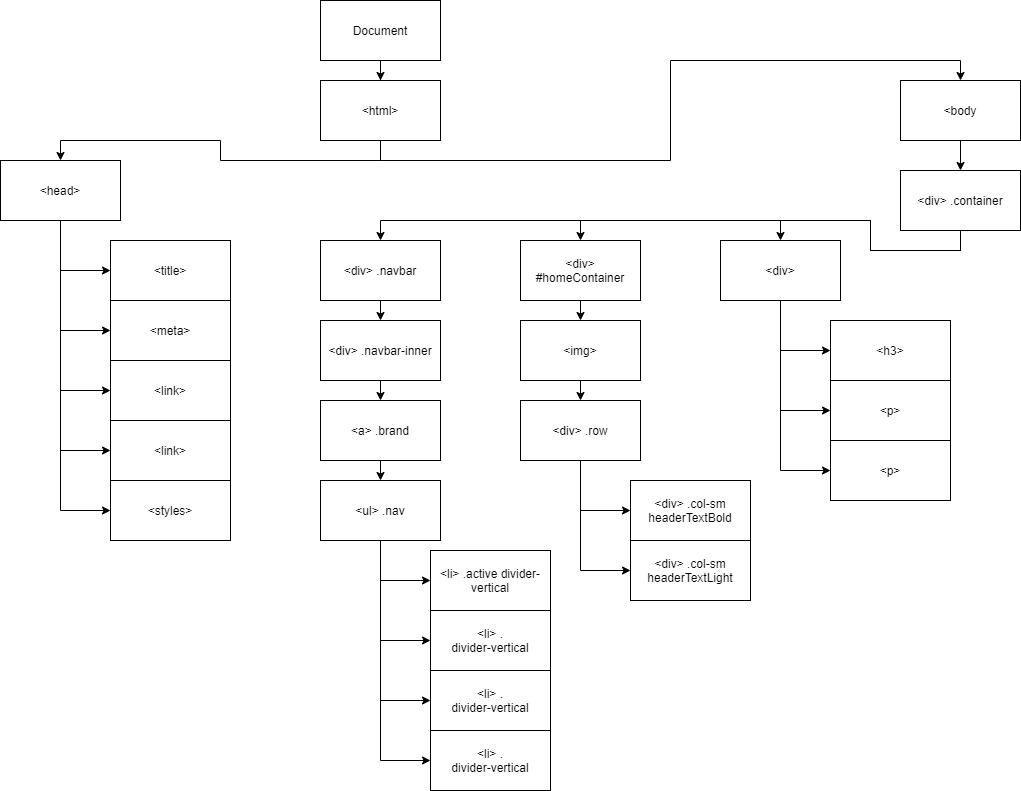 Document
<html>
<body
<head>
<div> .container
<title>
<meta>
<link>
<link>
<styles>
<div> .navbar
<div> .navbar-inner
<a> .brand
<ul> .nav
<li> .active divider-
vertical
<li> .
divider-vertical
<li> .
divider-vertical
<li> .
divider-vertical
<div>
#homeContainer
<img>
<div> .row
<div> .col-sm
headerTextBold
<div> .col-sm
headerTextLight
<div>
<h3>
<p>
<p>